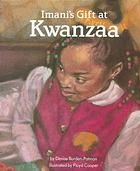 Imani's Gift at
Kwanzaa
by Denise Burden-Patmon
illustrated by Floyd Cooper